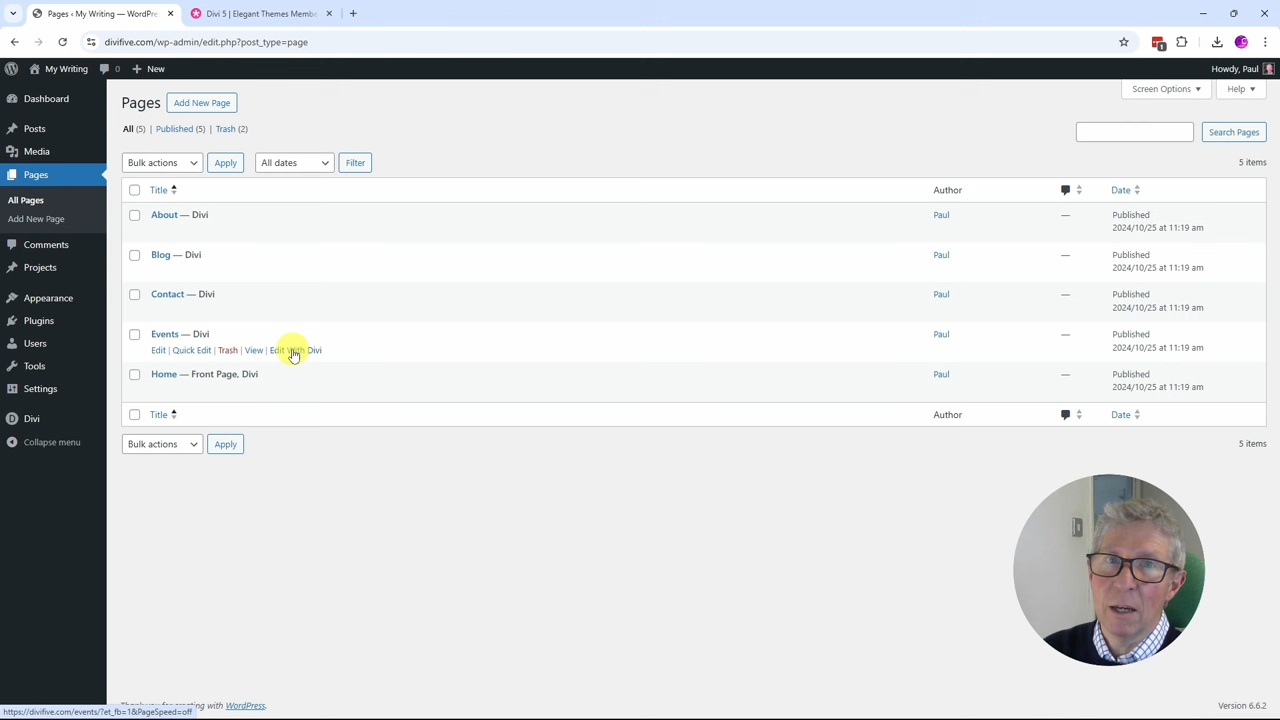 Pages ‹ My Writing — WordPre
Divi 5 | Elegant Themes Membe
divifive.com/wp-admin/edit.php?post_type=page
1
My Writing
0
New
Howdy, Paul
Dashboard
Posts
Media
Pages
All Pages
Add New Page
Comments
Projects
Appearance
Plugins
Users
Tools
Settings
Divi
Collapse menu
Pages
Add New Page
Screen Options
Help
All (5) | Published (5) | Trash (2)
Search Pages
Bulk actions
Apply
All dates
Filter
5 items
Title
Author
Date
About — Divi
Paul
—
Published
2024/10/25 at 11:19 am
Blog — Divi
Paul
—
Published
2024/10/25 at 11:19 am
Contact — Divi
Paul
—
Published
2024/10/25 at 11:19 am
Events — Divi
Edit | Quick Edit | Trash | View | Edit With Divi
Paul
—
Published
2024/10/25 at 11:19 am
Home — Front Page, Divi
Paul
—
Published
2024/10/25 at 11:19 am
Title
Author
Date
Bulk actions
Apply
5 items
Thank you for creating with WordPress.
Version 6.6.2
https://divifive.com/events/?et_fb=1&PageSpeed=off